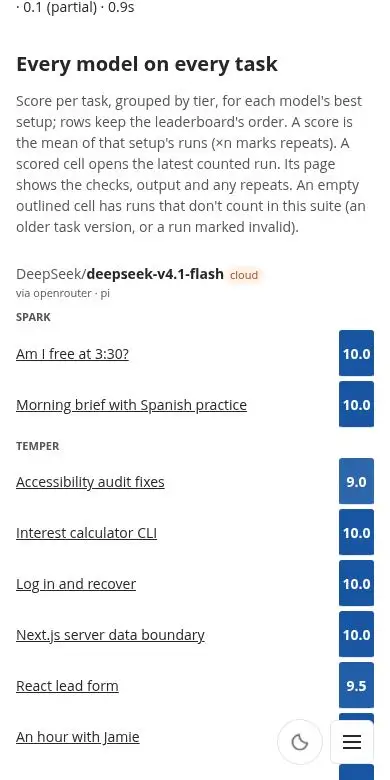 · 0.1 (partial) · 0.9s
Every model on every task
Score per task, grouped by tier, for each model's best
setup; rows keep the leaderboard's order. A score is
the mean of that setup's runs (×n marks repeats). A
scored cell opens the latest counted run. Its page
shows the checks, output and any repeats. An empty
outlined cell has runs that don't count in this suite (an
older task version, or a run marked invalid).
DeepSeek/deepseek-v4.1-flash cloud
via openrouter · pi
SPARK
Am I free at 3:30? 10.0
Morning brief with Spanish practice 10.0
TEMPER
Accessibility audit fixes 9.0
Interest calculator CLI 10.0
Log in and recover 10.0
Next.js server data boundary 10.0
React lead form 9.5
An hour with Jamie